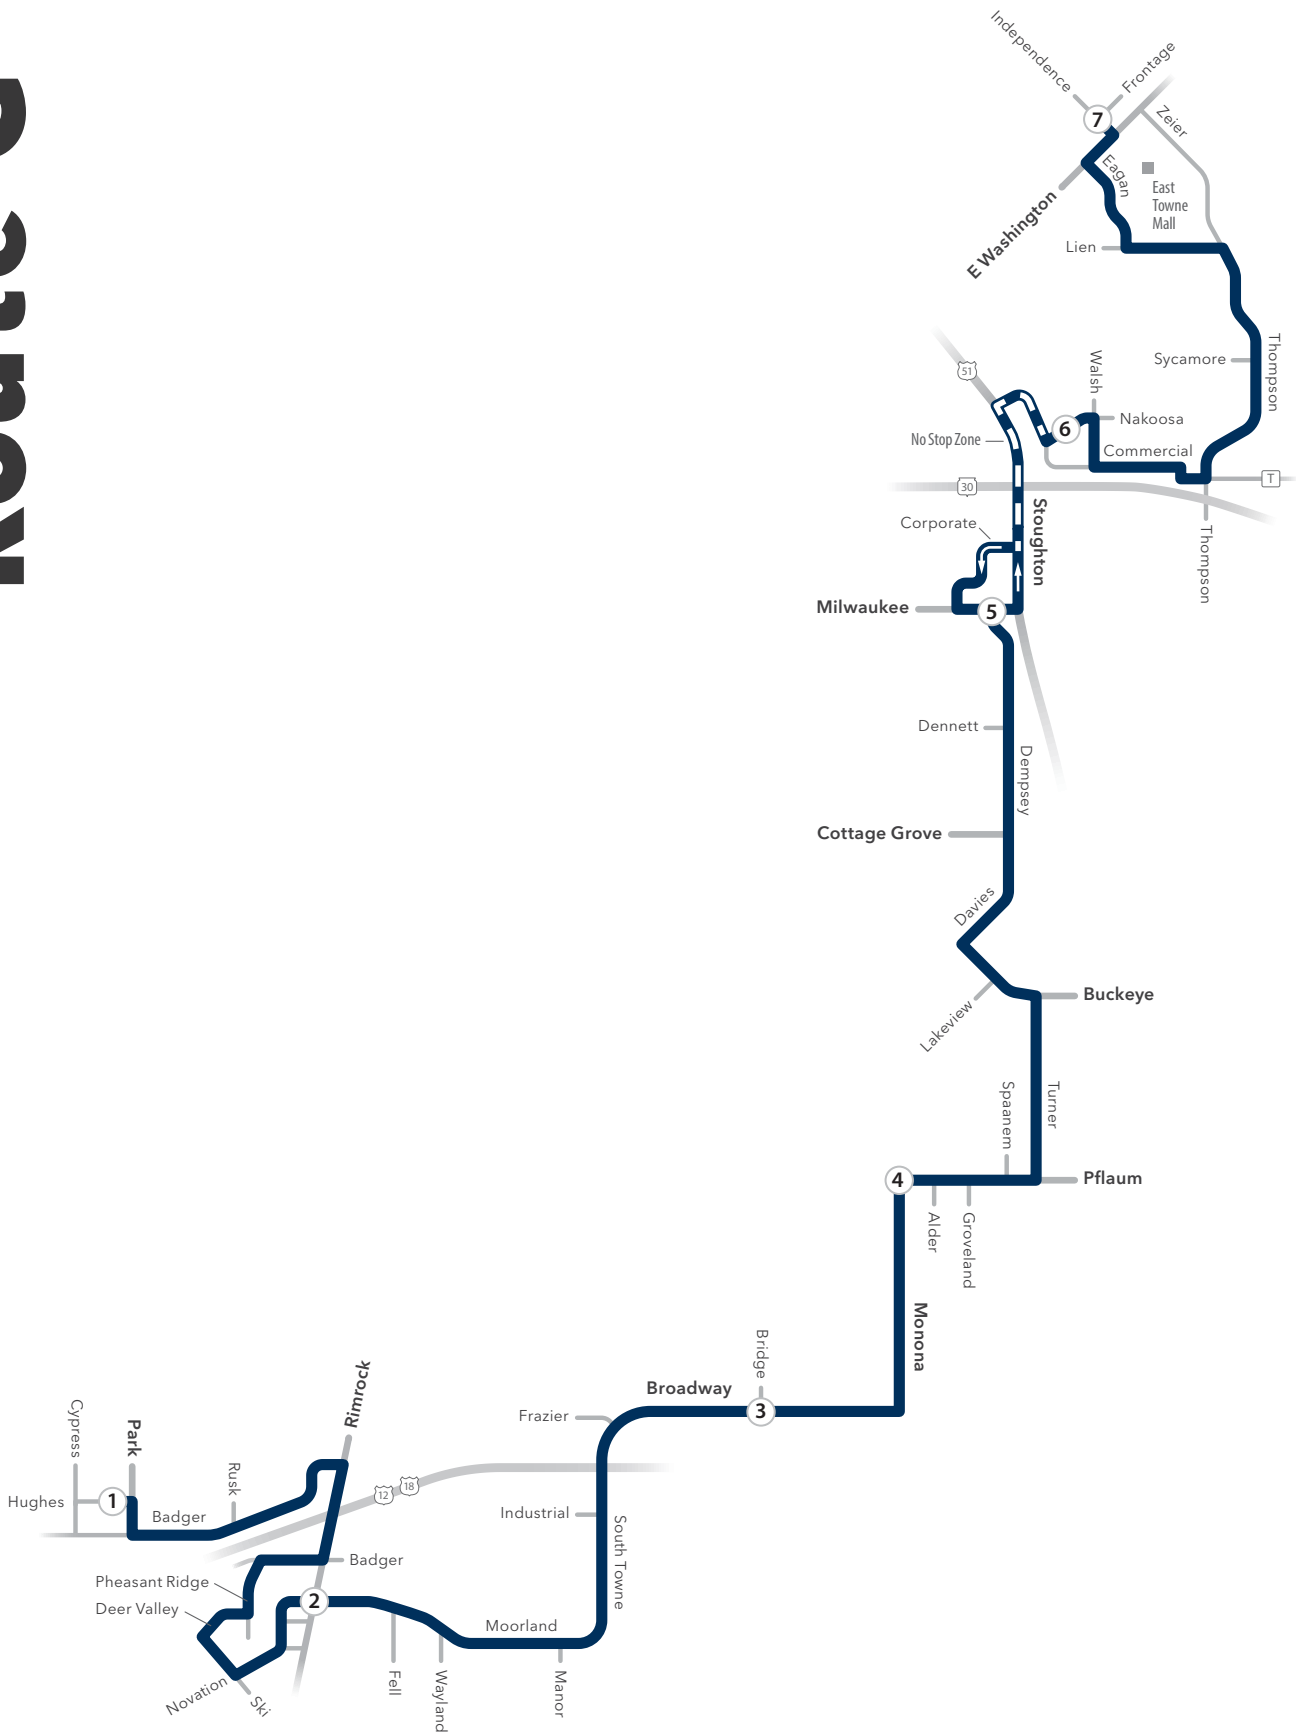 Route
Independence
Frontage
7
Zeier
Eagan
East
Towne
Mall
E Washington
Lien
Thompson
Sycamore
51
Walsh
Nakoosa
6
No Stop Zone
Commercial
T
30
Stoughton
Corporate
Thompson
Milwaukee
5
Dennett
Dempsey
Cottage Grove
Davies
Buckeye
Lakeview
Spaanem
Turner
4
Pflaum
Alder
Groveland
Monona
Bridge
Broadway
3
Frazier
Rimrock
Cypress
Park
Rusk
12
18
Hughes
1
Badger
Industrial
South Towne
Badger
Pheasant Ridge
Deer Valley
2
Moorland
Novation
Ski
Fell
Wayland
Manor